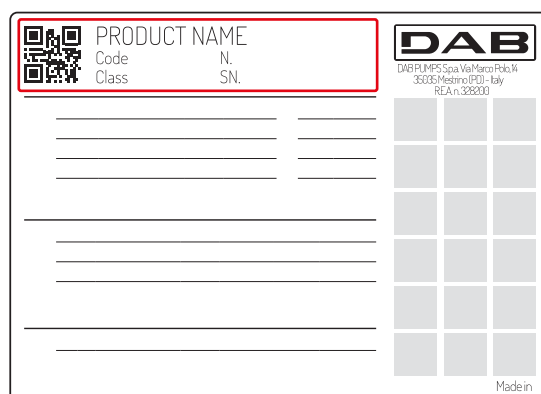 PRODUCT NAME
Code N.
Class SN.
DAB
DAB PUMPS S.p.a. Via Marco Polo, 14
35035 Mestrino (PD) - Italy
R.E.A. n. 328200
Made in